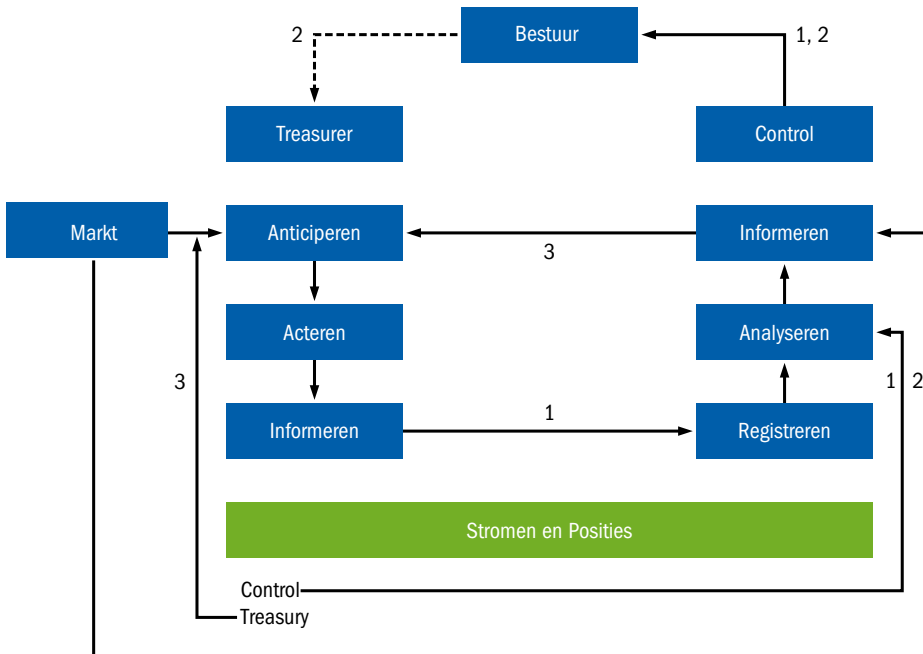 Bestuur
2
1, 2
Treasurer
Control
Markt
Anticiperen
Informeren
3
Acteren
Analyseren
3
1
2
Informeren
1
Registreren
Stromen en Posities
Control
Treasury